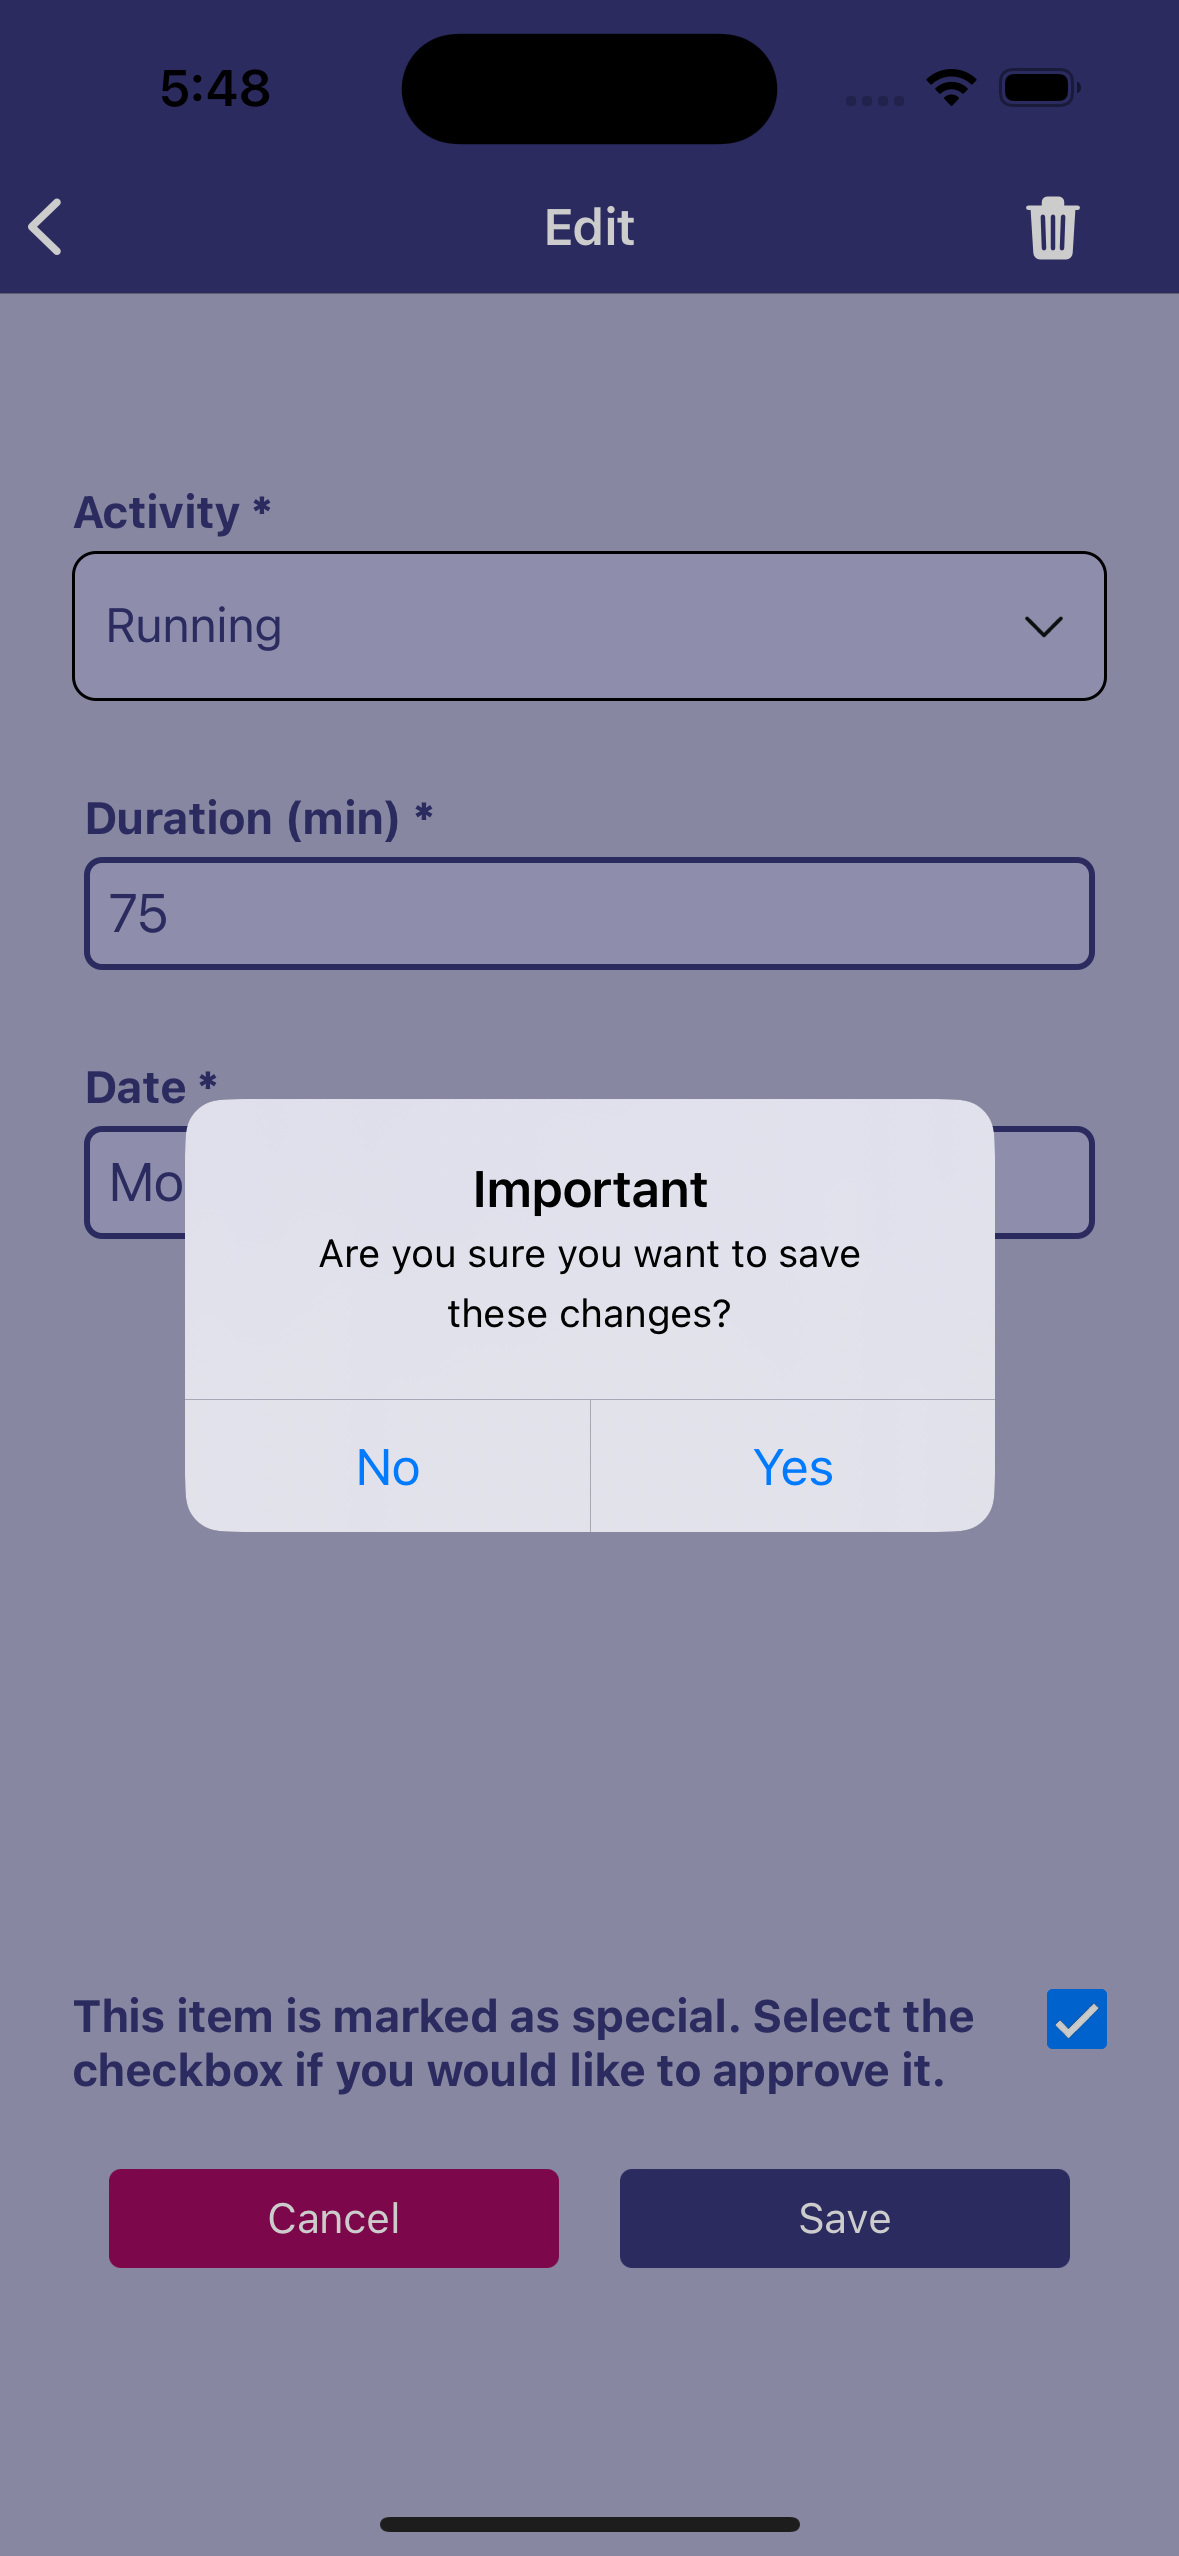 5:48
Edit
Activity *
Running
Duration (min) *
75
Date *
Mo
Important
Are you sure you want to save
these changes?
No
Yes
This item is marked as special. Select the
checkbox if you would like to approve it.
Cancel
Save